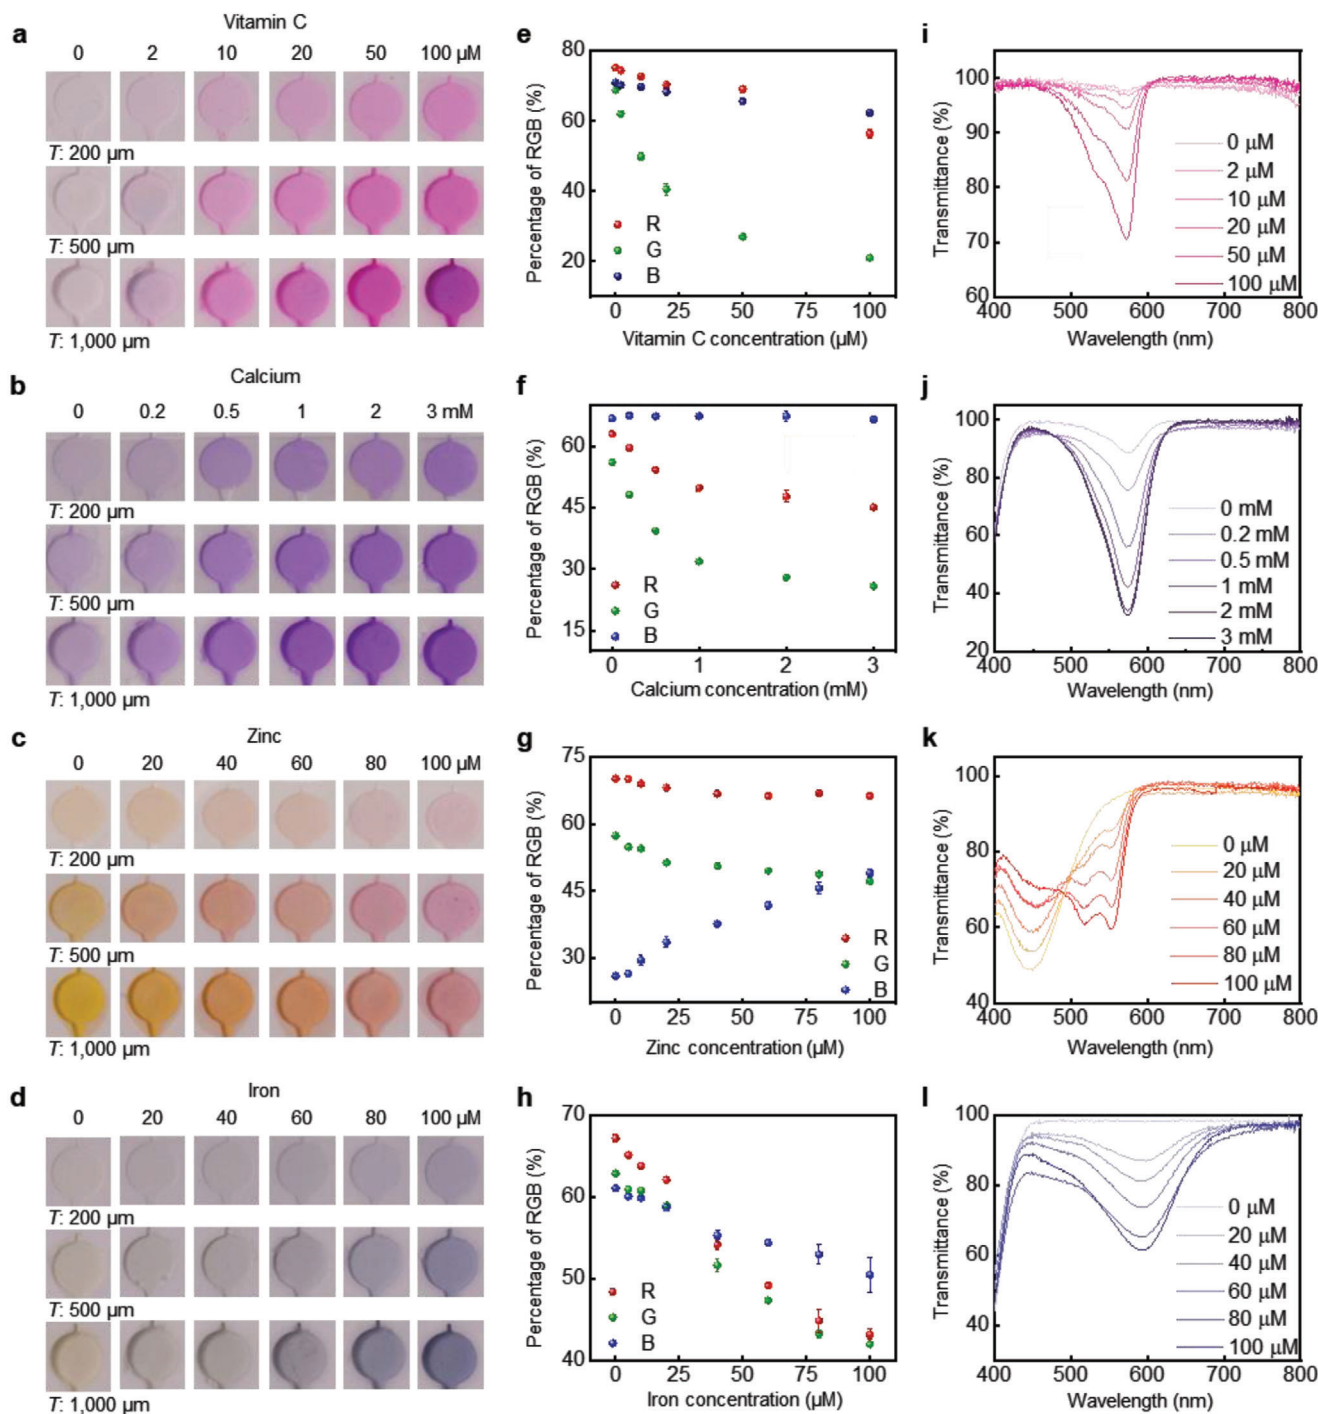 a
Vitamin C
0 2 10 20 50 100 µM
T: 200 µm
T: 500 µm
T: 1,000 µm
e
80
60
40
20
Percentage of RGB (%)
R
G
B
0 25 50 75 100
Vitamin C concentration (µM)
i
100
90
80
70
60
Transmittance (%)
0 µM
2 µM
10 µM
20 µM
50 µM
100 µM
400 500 600 700 800
Wavelength (nm)
b
Calcium
0 0.2 0.5 1 2 3 mM
T: 200 µm
T: 500 µm
T: 1,000 µm
f
60
45
30
15
Percentage of RGB (%)
R
G
B
0 1 2 3
Calcium concentration (mM)
j
100
80
60
40
20
Transmittance (%)
0 mM
0.2 mM
0.5 mM
1 mM
2 mM
3 mM
400 500 600 700 800
Wavelength (nm)
c
Zinc
0 20 40 60 80 100 µM
T: 200 µm
T: 500 µm
T: 1,000 µm
g
75
60
45
30
Percentage of RGB (%)
R
G
B
0 25 50 75 100
Zinc concentration (µM)
k
100
80
60
40
Transmittance (%)
0 µM
20 µM
40 µM
60 µM
80 µM
100 µM
400 500 600 700 800
Wavelength (nm)
d
Iron
0 20 40 60 80 100 µM
T: 200 µm
T: 500 µm
T: 1,000 µm
h
70
60
50
40
Percentage of RGB (%)
R
G
B
0 25 50 75 100
Iron concentration (µM)
l
100
80
60
40
Transmittance (%)
0 µM
20 µM
40 µM
60 µM
80 µM
100 µM
400 500 600 700 800
Wavelength (nm)